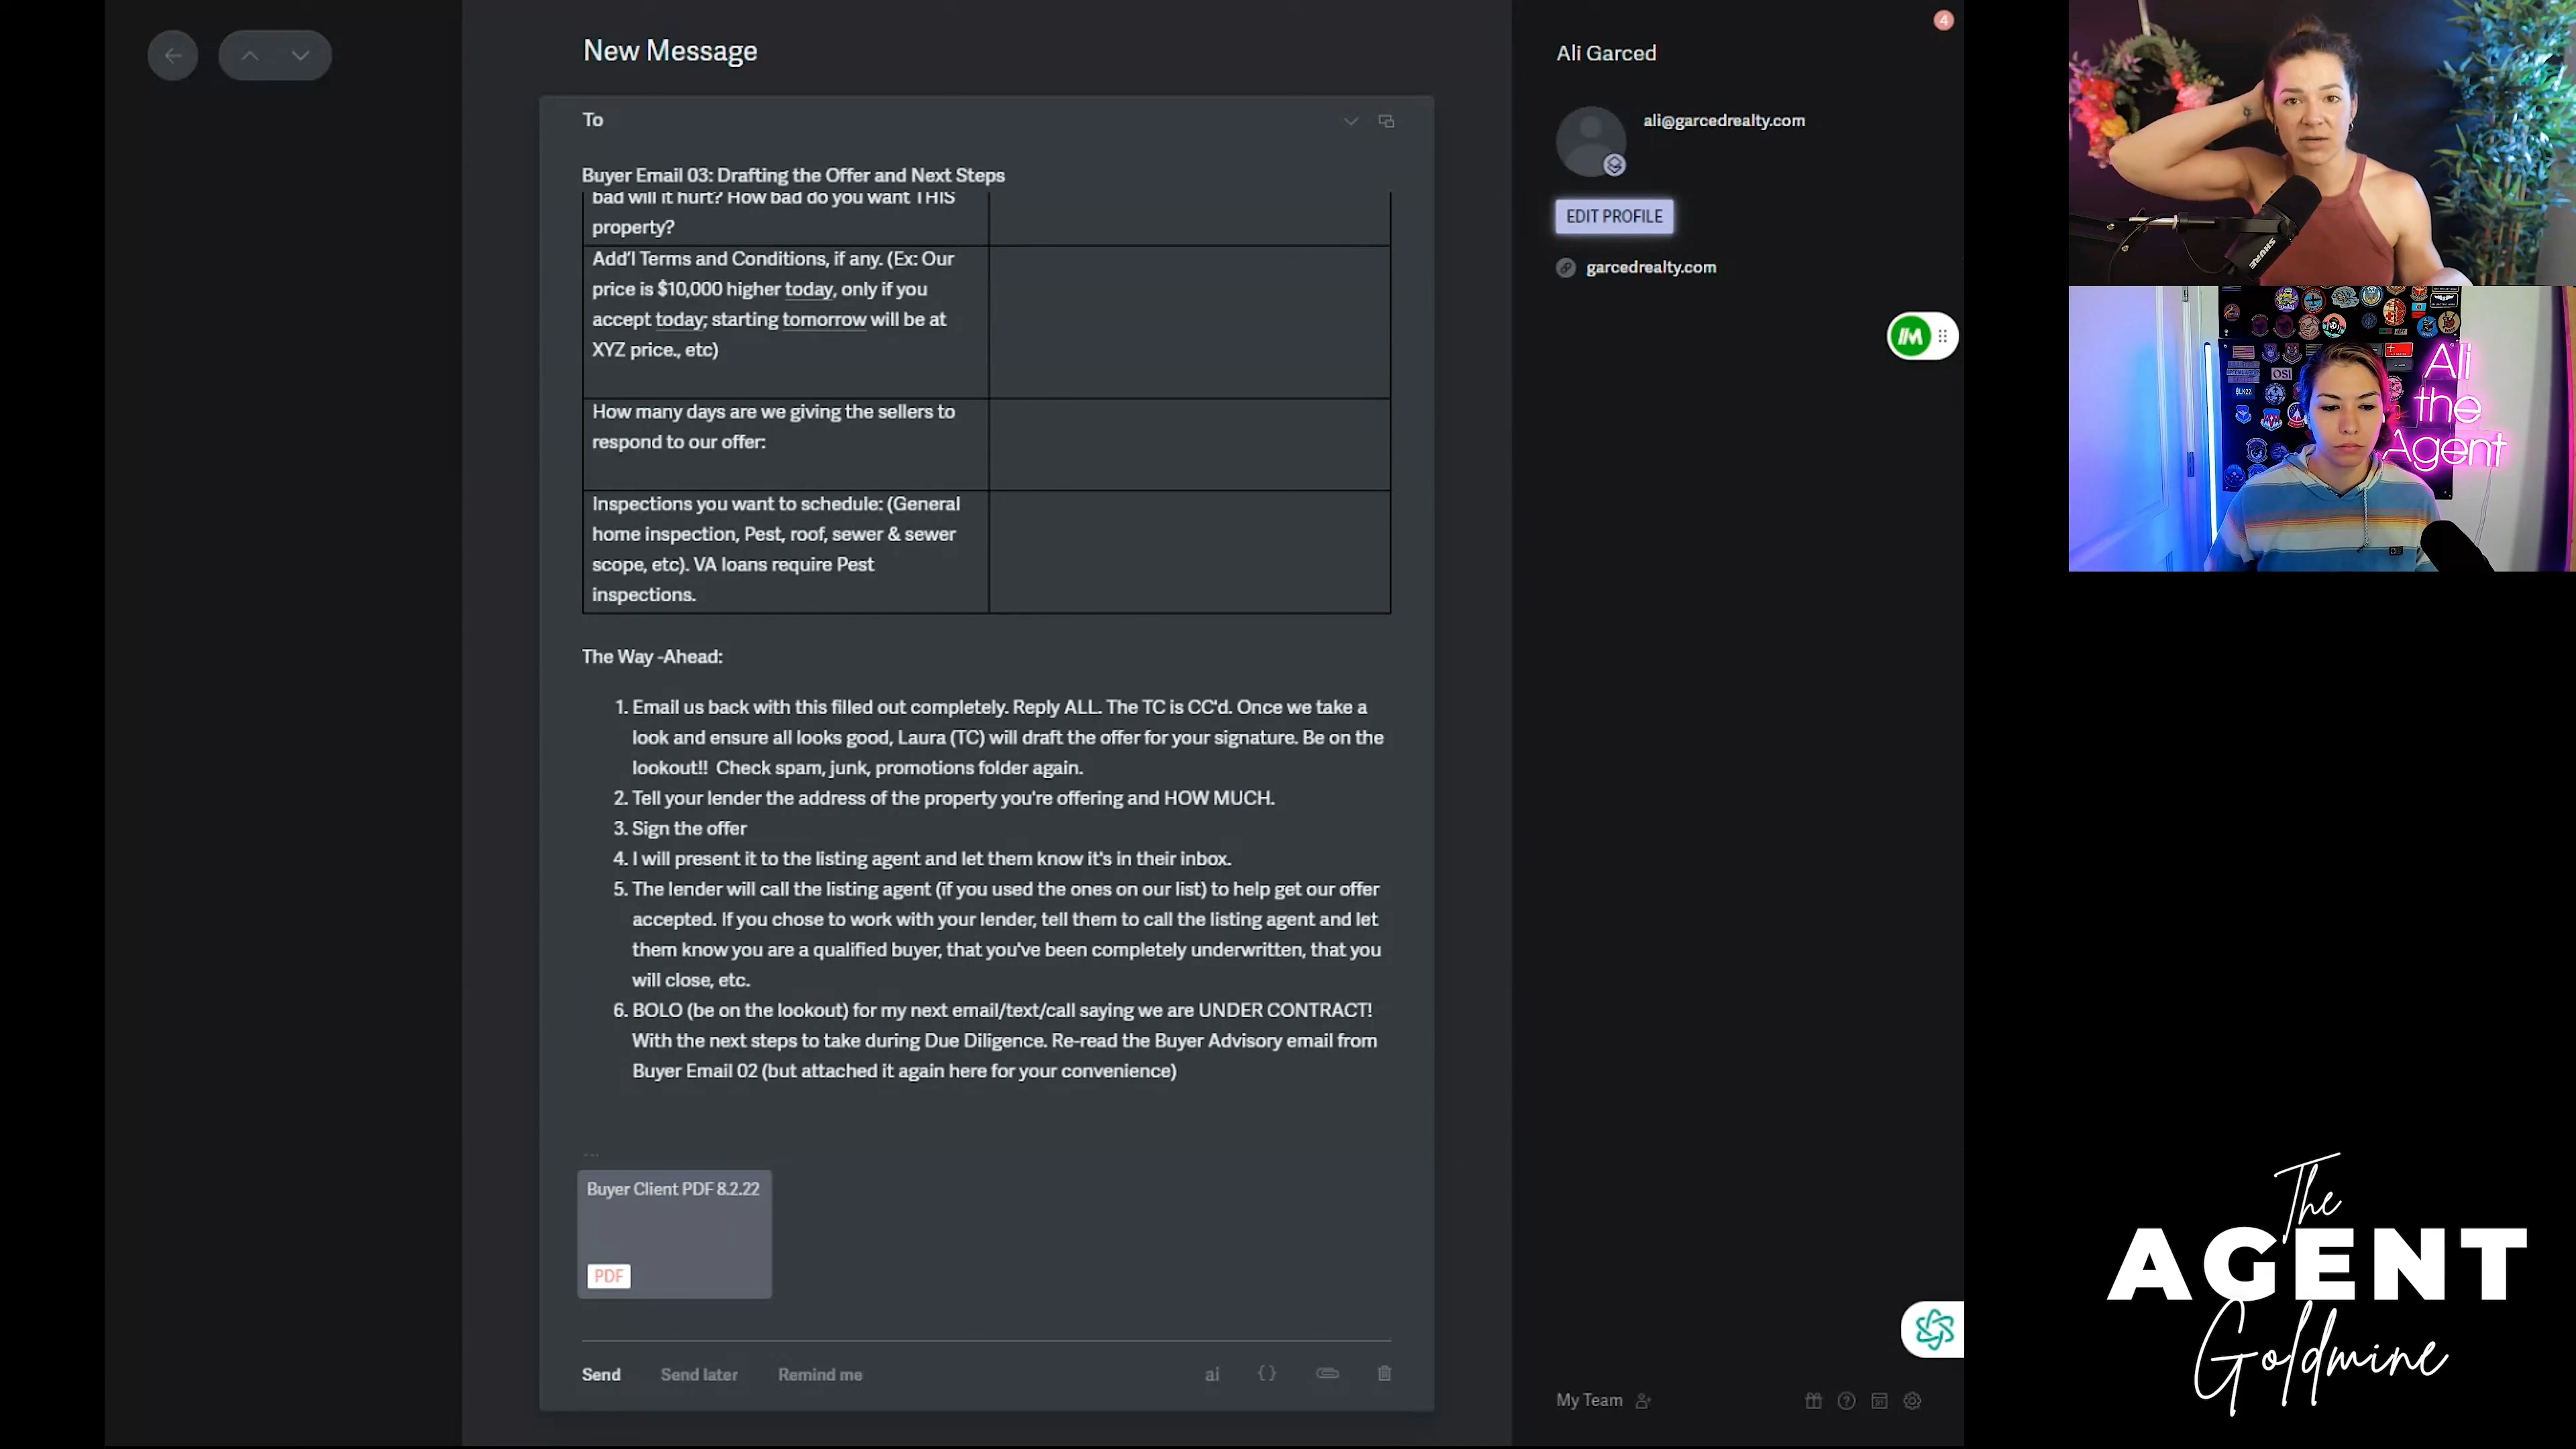 New Message
To
Buyer Email 03: Drafting the Offer and Next Steps
bad will it hurt? How bad do you want THIS
property?
Add'l Terms and Conditions, if any. (Ex: Our
price is $10,000 higher today, only if you
accept today; starting tomorrow will be at
XYZ price., etc)
How many days are we giving the sellers to
respond to our offer:
Inspections you want to schedule: (General
home inspection, Pest, roof, sewer & sewer
scope, etc). VA loans require Pest
inspections.
The Way -Ahead:
1. Email us back with this filled out completely. Reply ALL. The TC is CC'd. Once we take a
look and ensure all looks good, Laura (TC) will draft the offer for your signature. Be on the
lookout!! Check spam, junk, promotions folder again.
2. Tell your lender the address of the property you're offering and HOW MUCH.
3. Sign the offer
4. I will present it to the listing agent and let them know it's in their inbox.
5. The lender will call the listing agent (if you used the ones on our list) to help get our offer
accepted. If you chose to work with your lender, tell them to call the listing agent and let
them know you are a qualified buyer, that you've been completely underwritten, that you
will close, etc.
6. BOLO (be on the lookout) for my next email/text/call saying we are UNDER CONTRACT!
With the next steps to take during Due Diligence. Re-read the Buyer Advisory email from
Buyer Email 02 (but attached it again here for your convenience)
...
Buyer Client PDF 8.2.22
PDF
Send Send later Remind me ai {}
4
Ali Garced
ali@garcedrealty.com
EDIT PROFILE
garcedrealty.com
My Team
SHURE
OSI
Ali
the
Agent
The
AGENT
Goldmine